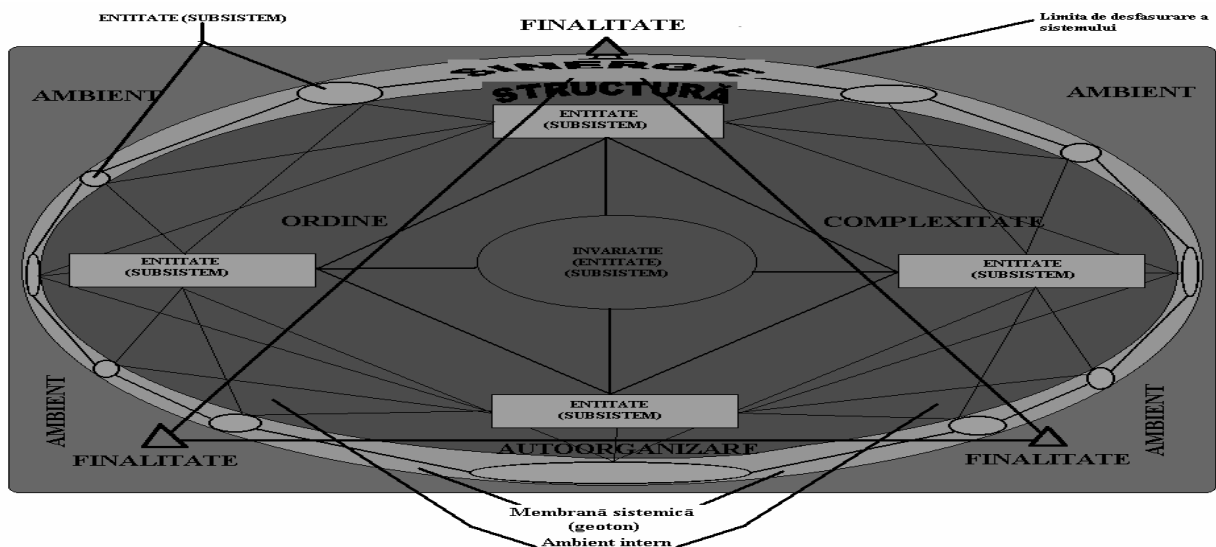 ENTITATE (SUBSISTEM)
FINALITATE
Limita de desfasurare a
sistemului
SINERGIE
STRUCTURĂ
AMBIENT
AMBIENT
ENTITATE
(SUBSISTEM)
ORDINE
COMPLEXITATE
ENTITATE
(SUBSISTEM)
INVARIATIE
(ENTITATE)
(SUBSISTEM)
ENTITATE
(SUBSISTEM)
AMBIENT
AMBIENT
ENTITATE
(SUBSISTEM)
AUTOORGANIZARE
FINALITATE
FINALITATE
Membrană sistemică
(geoton)
Ambient intern